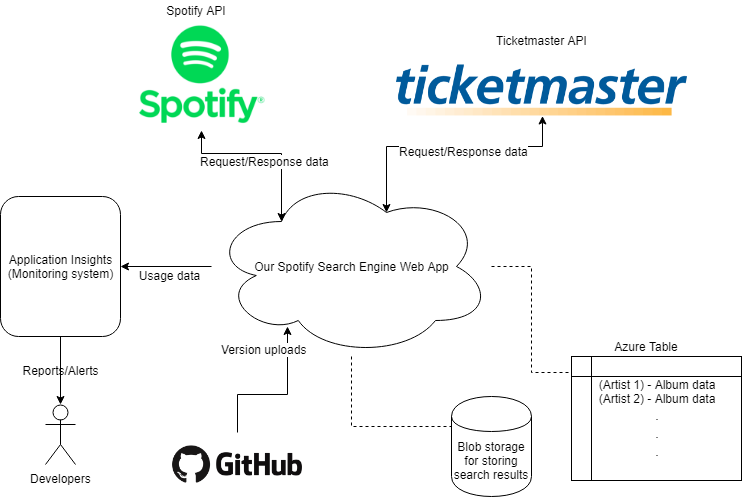 Spotify API
Ticketmaster API
Spotify®
ticketmaster
Request/Response data
Request/Response data
Application Insights
(Monitoring system)
Usage data
Our Spotify Search Engine Web App
Version uploads
Azure Table
Reports/Alerts
(Artist 1) - Album data
(Artist 2) - Album data
.
.
.
Blob storage
for storing
search results
GitHub
Developers